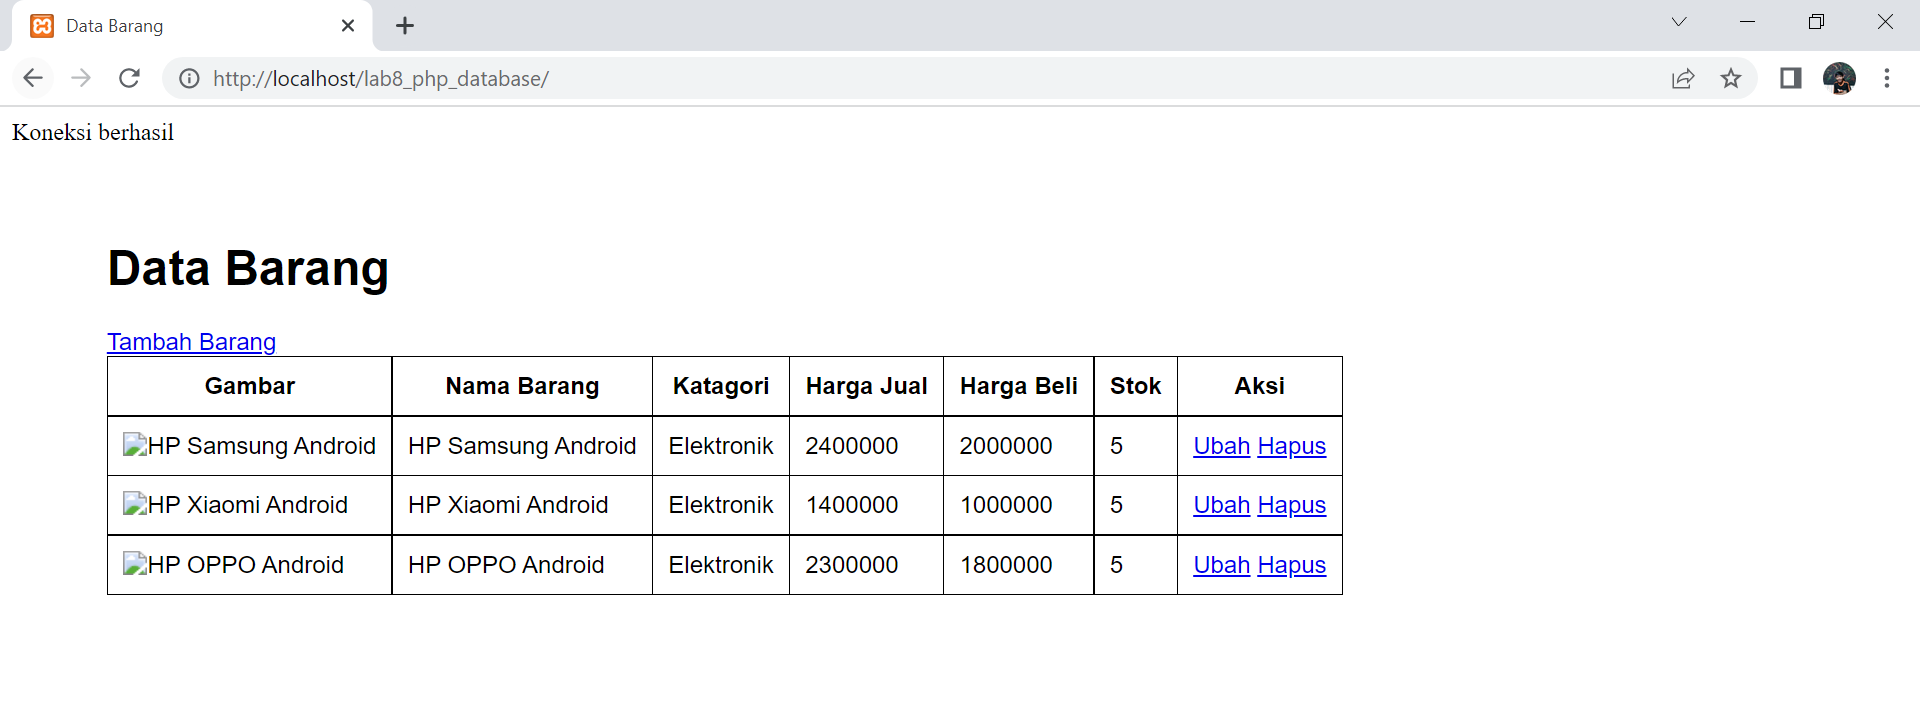 Data Barang
http://localhost/lab8_php_database/
Koneksi berhasil
Data Barang
Tambah Barang
Gambar Nama Barang Katagori Harga Jual Harga Beli Stok Aksi
HP Samsung Android HP Samsung Android Elektronik 2400000 2000000 5 Ubah Hapus
HP Xiaomi Android HP Xiaomi Android Elektronik 1400000 1000000 5 Ubah Hapus
HP OPPO Android HP OPPO Android Elektronik 2300000 1800000 5 Ubah Hapus